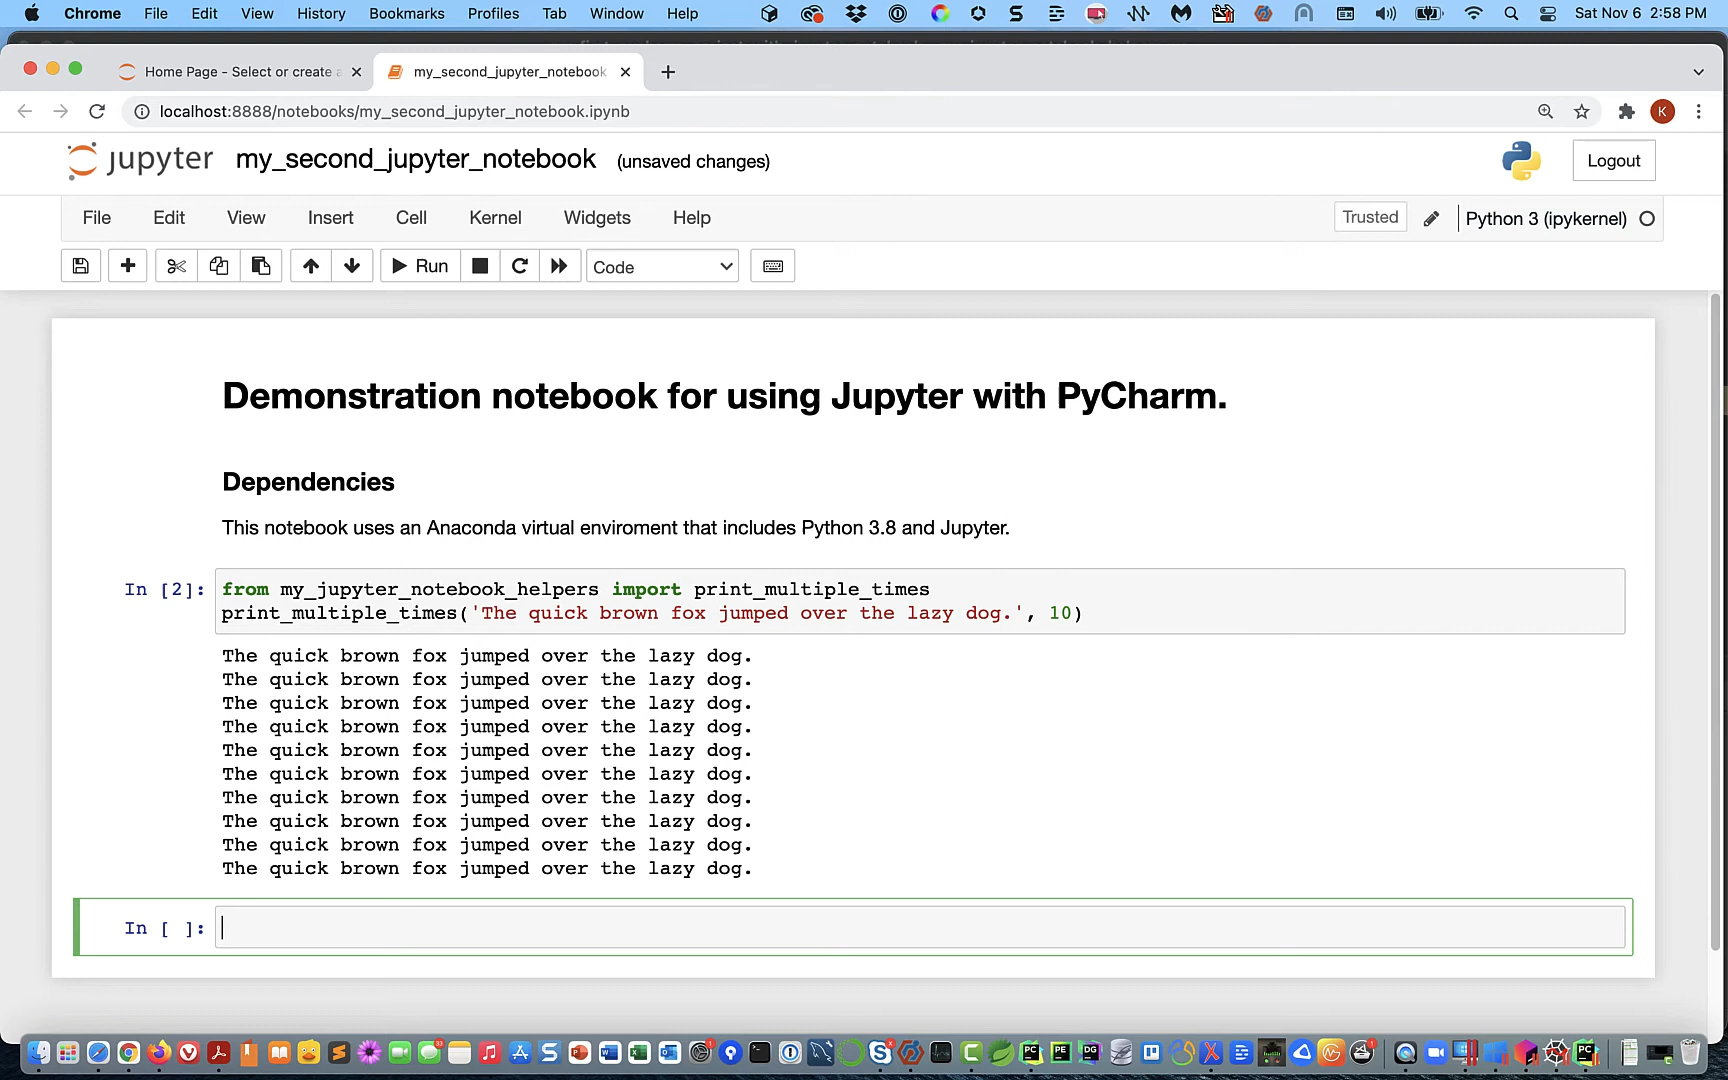 Chrome File Edit View History Bookmarks Profiles Tab Window Help Sat Nov 6 2:58 PM
Home Page - Select or create a my_second_jupyter_notebook
localhost:8888/notebooks/my_second_jupyter_notebook.ipynb K
jupyter my_second_jupyter_notebook (unsaved changes) Logout
File Edit View Insert Cell Kernel Widgets Help Trusted Python 3 (ipykernel)
Run Code
Demonstration notebook for using Jupyter with PyCharm.
Dependencies
This notebook uses an Anaconda virtual enviroment that includes Python 3.8 and Jupyter.
In [2]: from my_jupyter_notebook_helpers import print_multiple_times
print_multiple_times('The quick brown fox jumped over the lazy dog.', 10)
The quick brown fox jumped over the lazy dog.
The quick brown fox jumped over the lazy dog.
The quick brown fox jumped over the lazy dog.
The quick brown fox jumped over the lazy dog.
The quick brown fox jumped over the lazy dog.
The quick brown fox jumped over the lazy dog.
The quick brown fox jumped over the lazy dog.
The quick brown fox jumped over the lazy dog.
The quick brown fox jumped over the lazy dog.
The quick brown fox jumped over the lazy dog.
In [ ]: